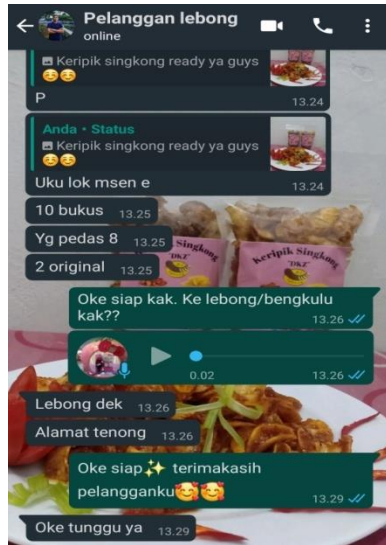 Pelanggan lebong
online
Keripik singkong ready ya guys
☺️☺️
P
13.24
Anda • Status
Keripik singkong ready ya guys
☺️☺️
Uku lok msen e
13.24
10 bukus 13.25
Yg pedas 8 13.25
2 original 13.25
Keripik Singkong
"DKZ"
Oke siap kak. Ke lebong/bengkulu
kak??
13.26
0.02 13.26
Lebong dek 13.26
Alamat tenong 13.26
Oke siap✨ terimakasih
pelangganku🥰🥰
13.29
Oke tunggu ya 13.29